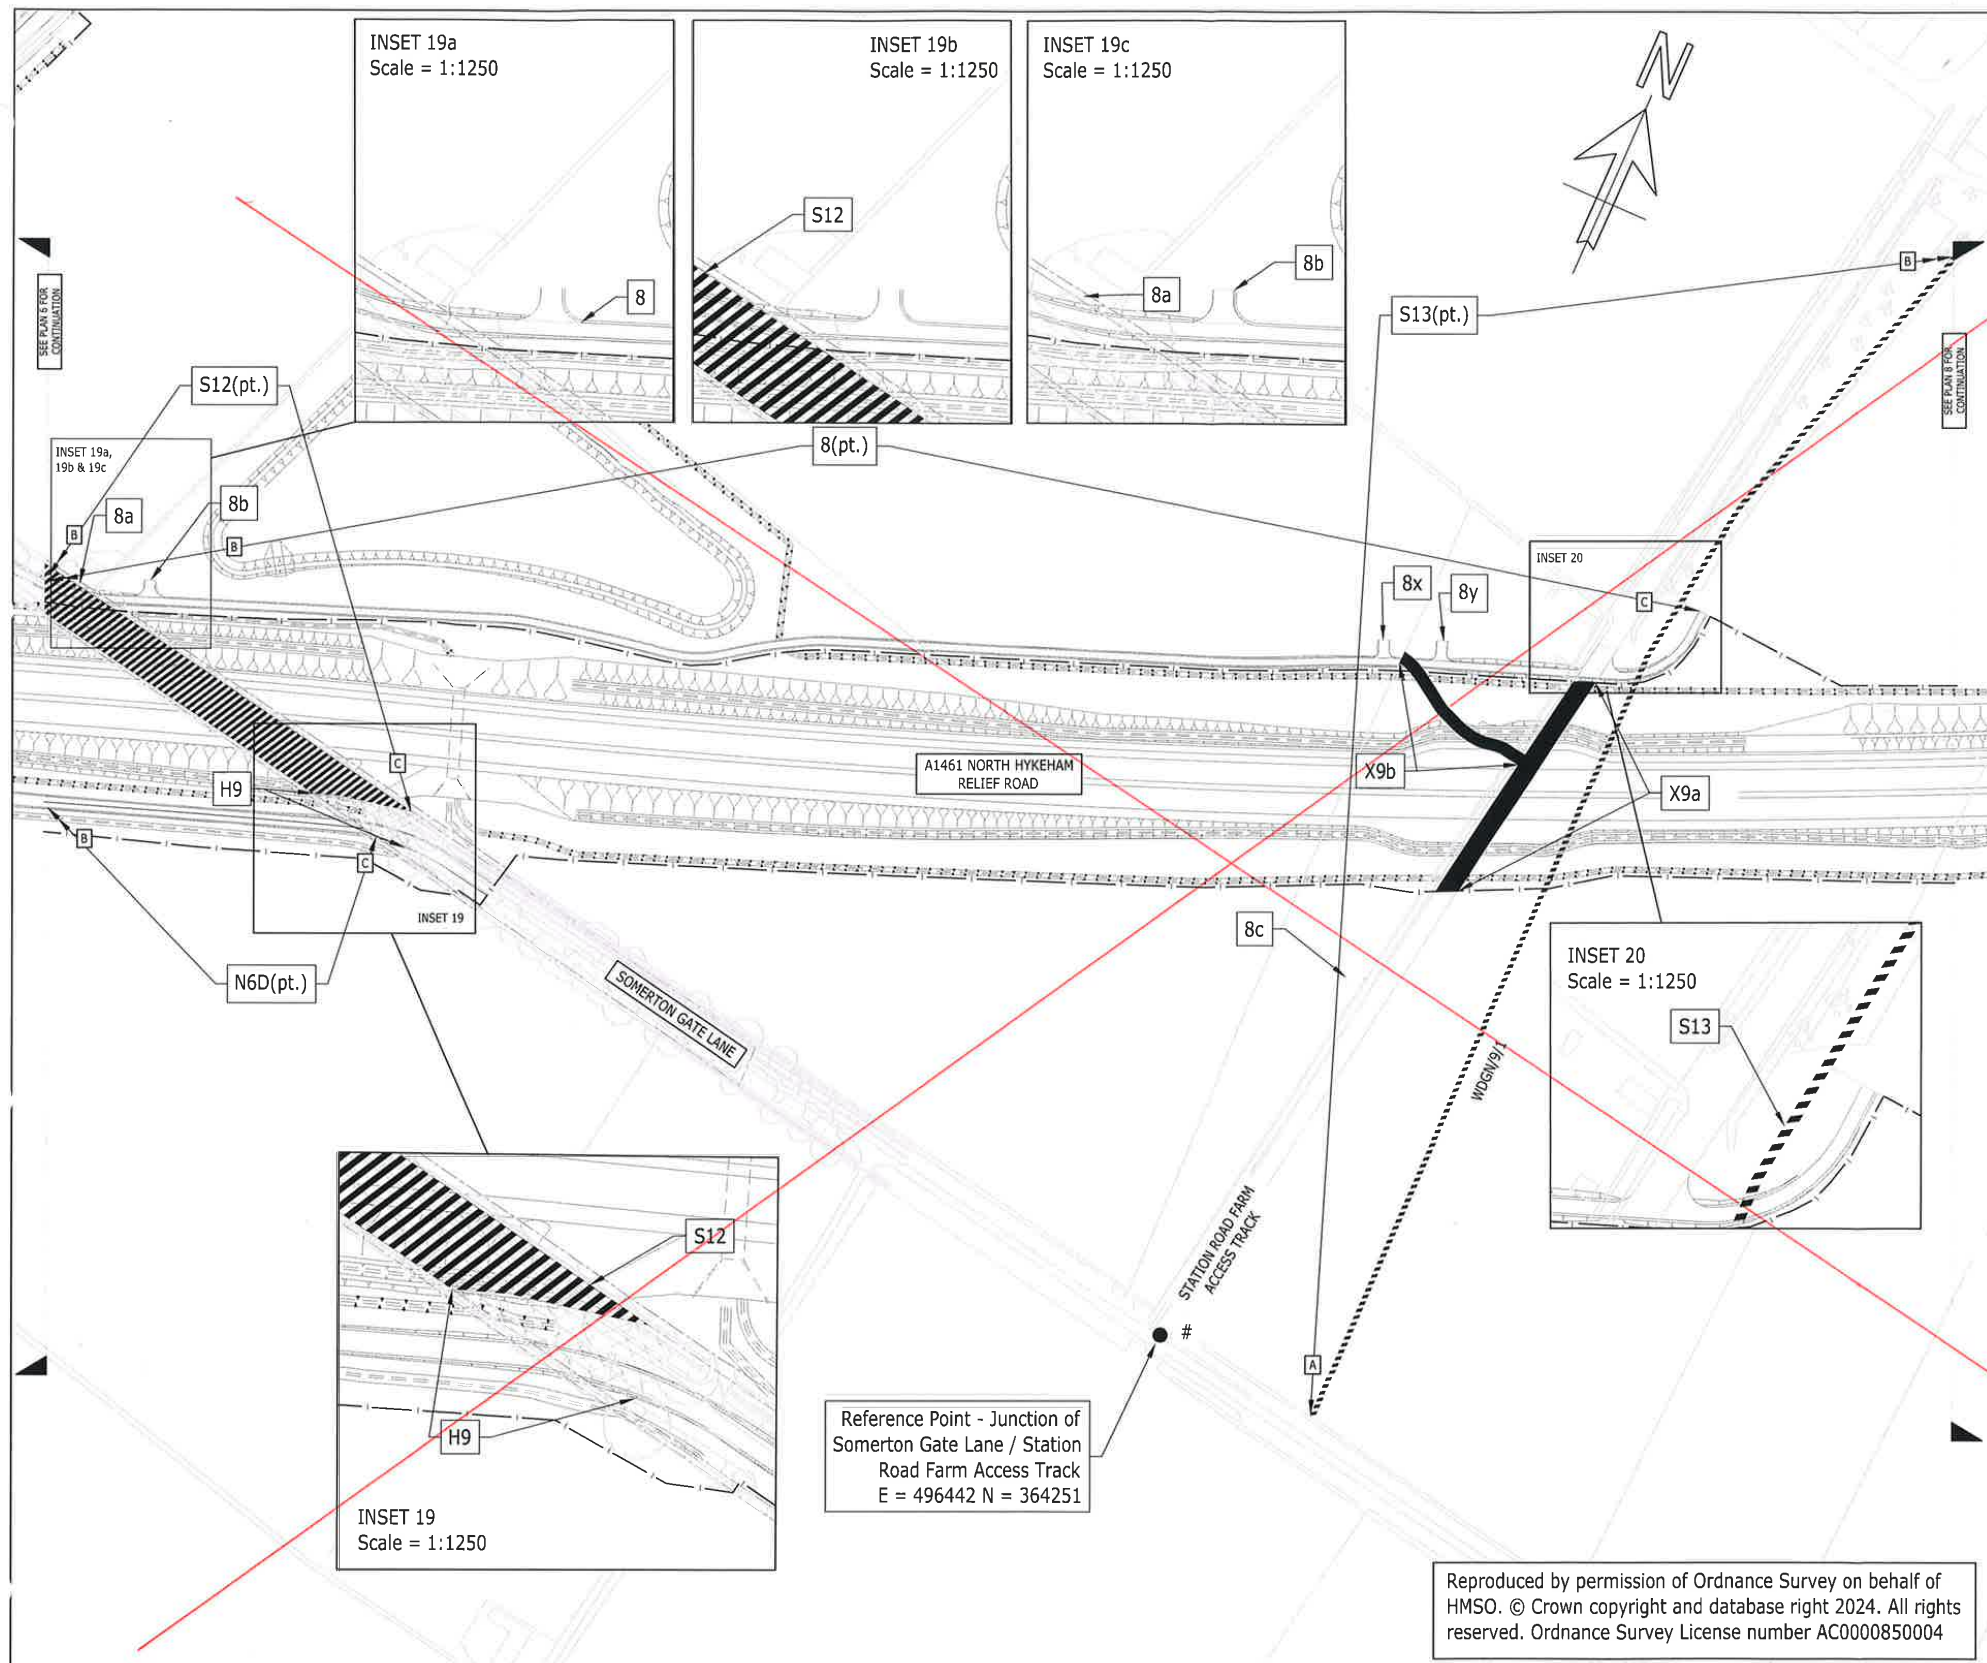 INSET 19a
Scale = 1:1250
INSET 19b
Scale = 1:1250
INSET 19c
Scale = 1:1250
N
8
S12
8a
8b
SEE PLAN 6 FOR
CONTINUATION
S12(pt.)
8(pt.)
S13(pt.)
B
SEE PLAN 8 FOR
CONTINUATION
INSET 19a,
19b & 19c
8a
8b
B
B
INSET 20
8x
8y
C
A1461 NORTH HYKEHAM
RELIEF ROAD
X9b
X9a
C
H9
B
C
INSET 19
N6D(pt.)
8c
SOMERTON GATE LANE
WDGN/9/1
INSET 20
Scale = 1:1250
S13
STATION ROAD FARM
ACCESS TRACK
S12
H9
INSET 19
Scale = 1:1250
#
A
Reference Point - Junction of
Somerton Gate Lane / Station
Road Farm Access Track
E = 496442 N = 364251
Reproduced by permission of Ordnance Survey on behalf of
HMSO. © Crown copyright and database right 2024. All rights
reserved. Ordnance Survey License number AC0000850004